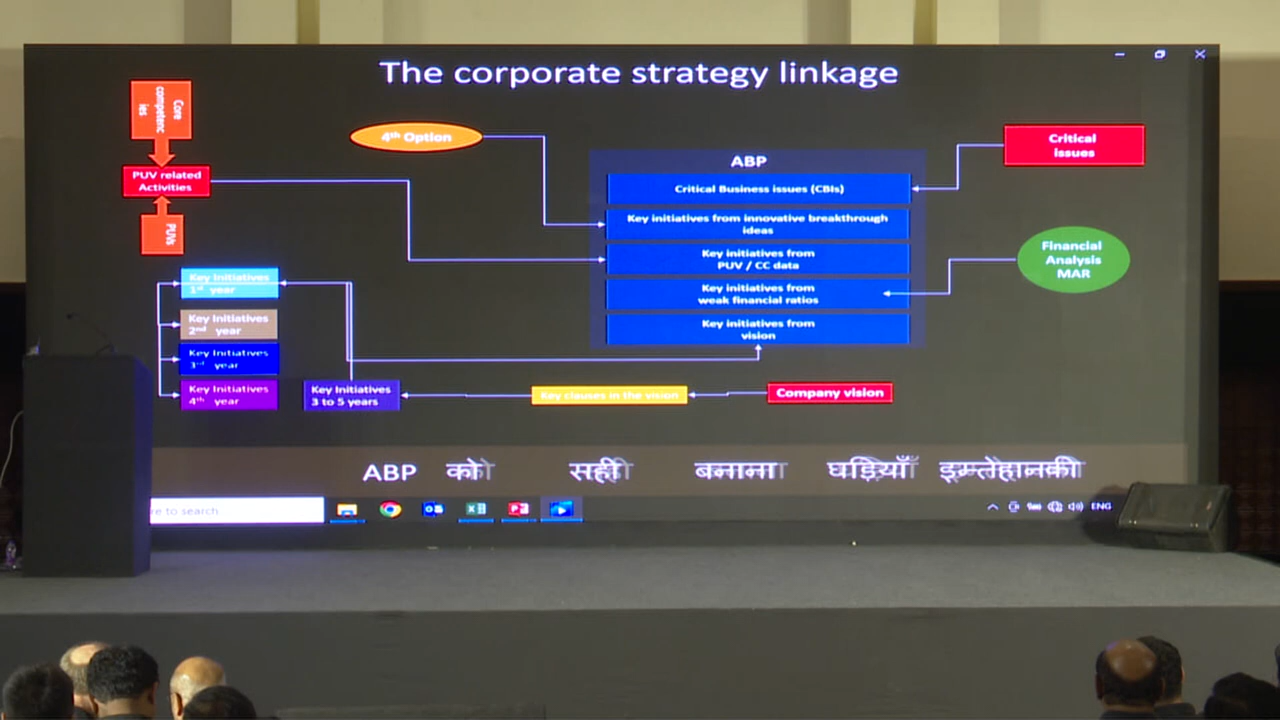 The corporate strategy linkage
Core
competenc
ies
4th Option
Critical
issues
ABP
PUV related
Activities
Critical Business issues (CBIs)
Key initiatives from innovative breakthrough
ideas
PUVs
Key initiatives from
PUV / CC data
Financial
Analysis
MAR
Key Initiatives
1st year
Key initiatives from
weak financial ratios
Key Initiatives
2nd year
Key initiatives from
vision
Key Initiatives
3rd year
Key Initiatives
4th year
Key Initiatives
3 to 5 years
Key clauses in the vision
Company vision
ABP को सही बनाना घड़ियाँ इम्तेहानकी
re to search
ENG